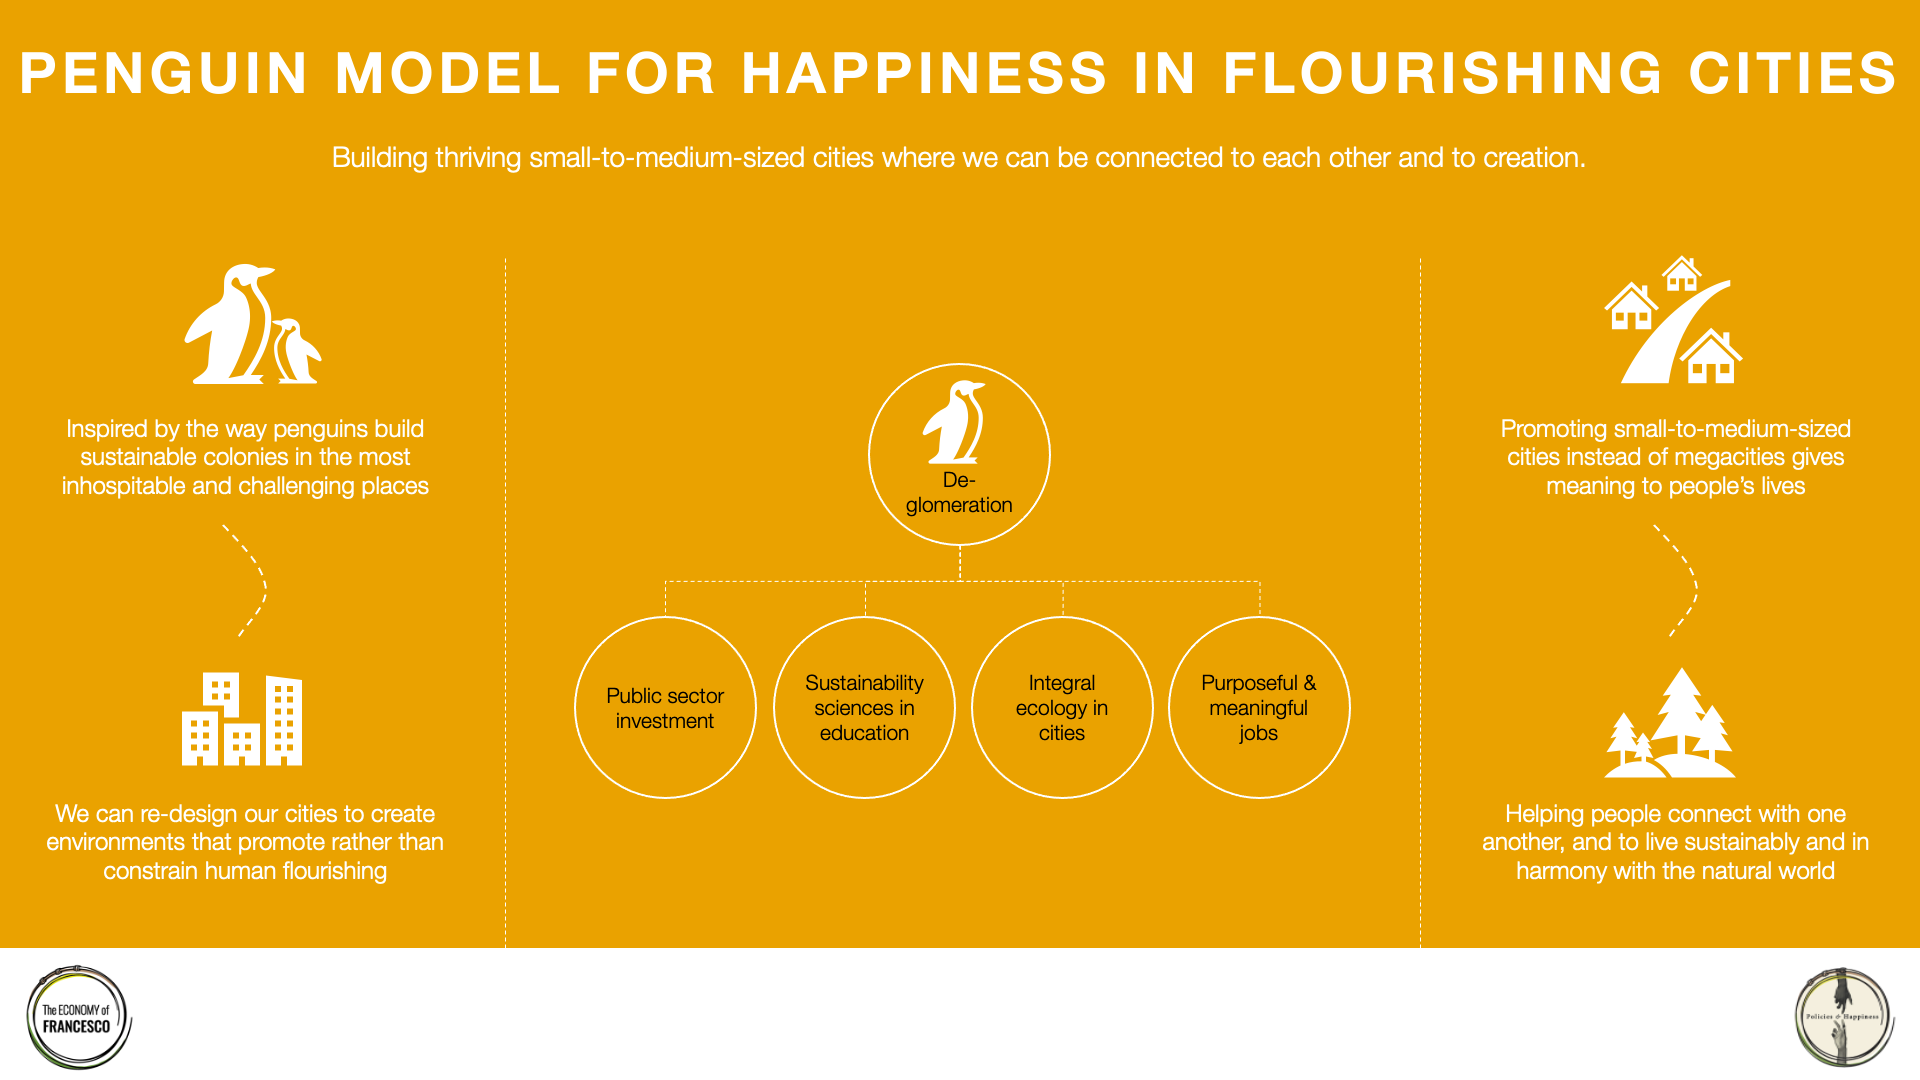 PENGUIN MODEL FOR HAPPINESS IN FLOURISHING CITIES
Building thriving small-to-medium-sized cities where we can be connected to each other and to creation.
Inspired by the way penguins build
sustainable colonies in the most
inhospitable and challenging places
We can re-design our cities to create
environments that promote rather than
constrain human flourishing
De-
glomeration
Public sector
investment
Sustainability
sciences in
education
Integral
ecology in
cities
Purposeful &
meaningful
jobs
Promoting small-to-medium-sized
cities instead of megacities gives
meaning to people’s lives
Helping people connect with one
another, and to live sustainably and in
harmony with the natural world
The ECONOMY of
FRANCESCO
Policies & Happiness